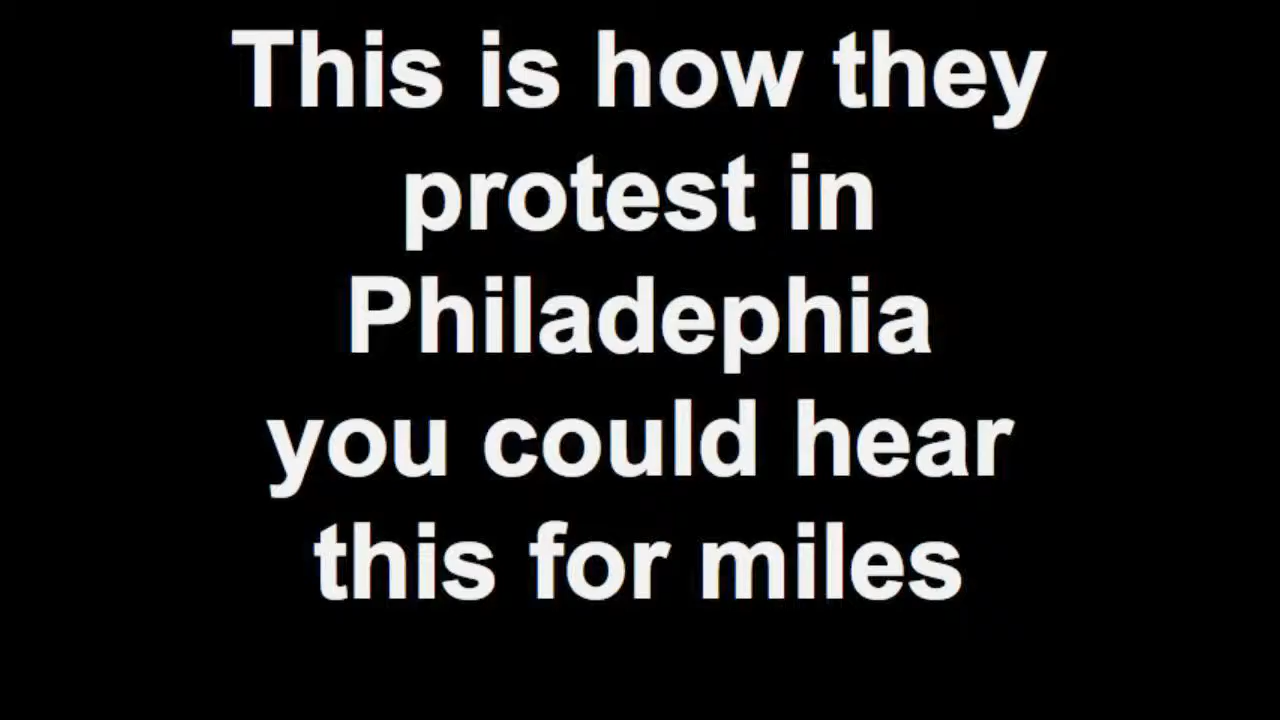 This is how they
protest in
Philadephia
you could hear
this for miles